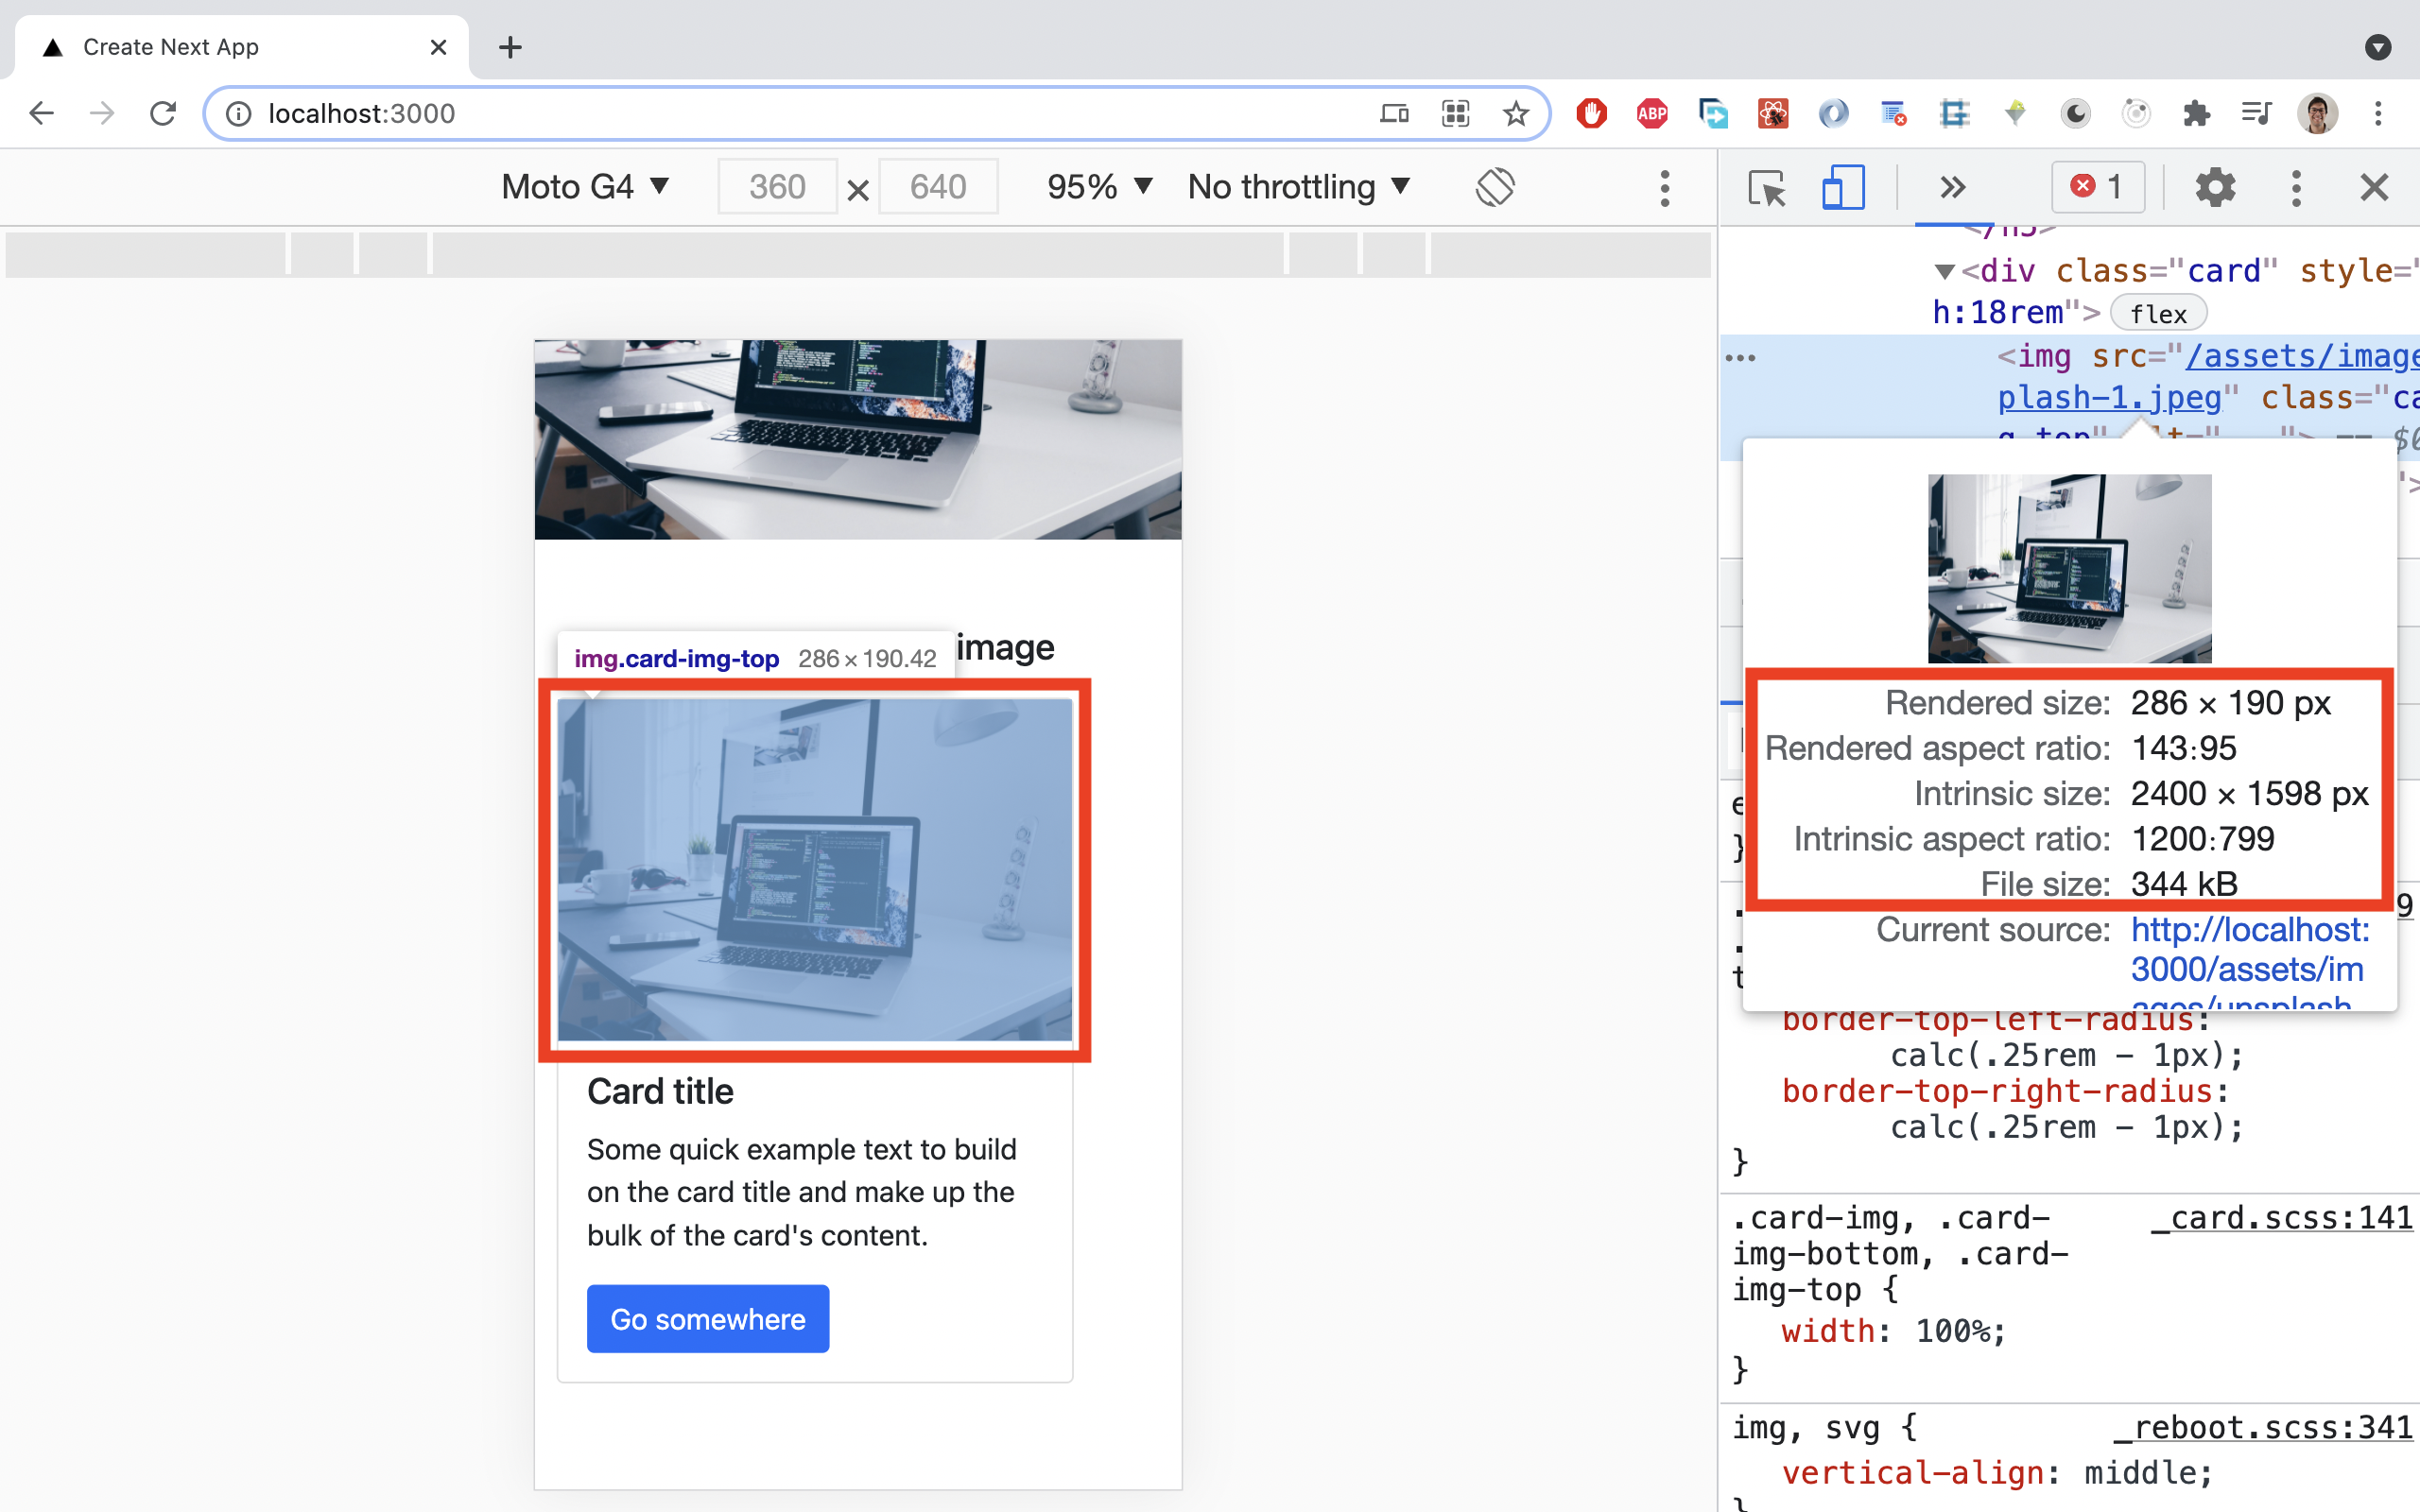 Create Next App
localhost:3000
ABP
Moto G4 ▼ 360 × 640 95% ▼ No throttling ▼
1
<div class="card" style="
h:18rem"> flex
<img src="/assets/image
plash-1.jpeg" class="ca
img.card-img-top 286 × 190.42
image
Card title
Some quick example text to build
on the card title and make up the
bulk of the card's content.
Go somewhere
Rendered size: 286 × 190 px
Rendered aspect ratio: 143:95
Intrinsic size: 2400 × 1598 px
Intrinsic aspect ratio: 1200:799
File size: 344 kB
Current source: http://localhost:
3000/assets/im
ages/unsplash
border-top-left-radius:
calc(.25rem - 1px);
border-top-right-radius:
calc(.25rem - 1px);
}
.card-img, .card- _card.scss:141
img-bottom, .card-
img-top {
width: 100%;
}
img, svg { _reboot.scss:341
vertical-align: middle;
}